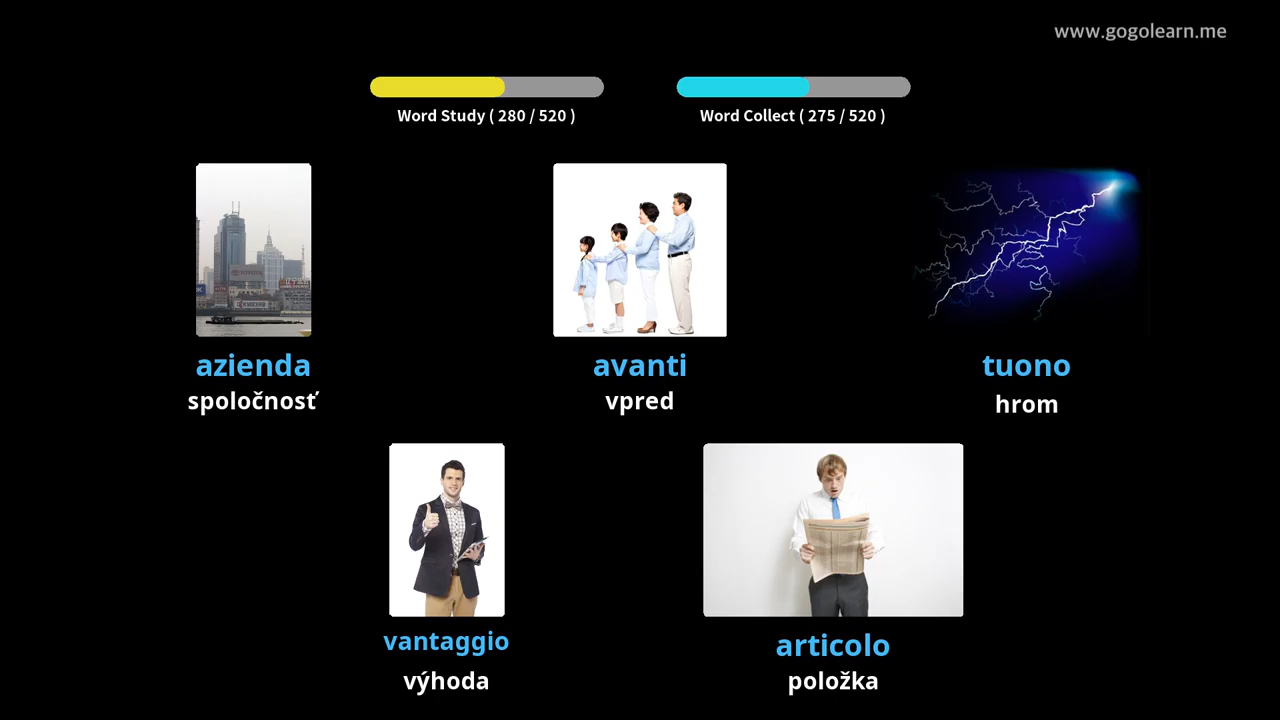 www.gogolearn.me
Word Study ( 280 / 520 )
Word Collect ( 275 / 520 )
TOYOTA
azienda
spoločnosť
avanti
vpred
tuono
hrom
vantaggio
výhoda
articolo
položka